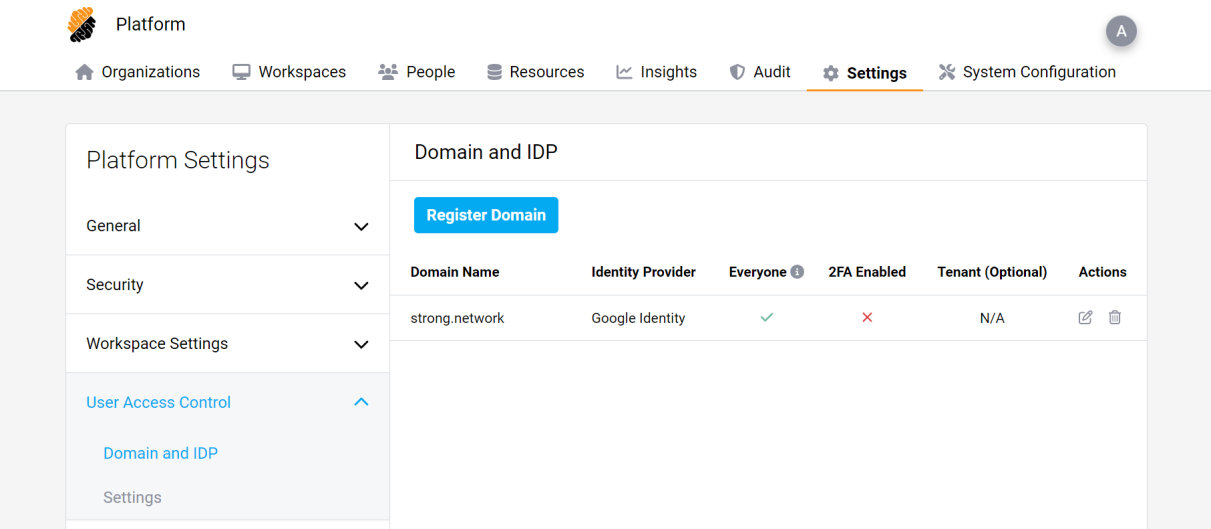 Platform
A
Organizations Workspaces People Resources Insights Audit Settings System Configuration
Platform Settings
General
Security
Workspace Settings
User Access Control
Domain and IDP
Settings
Domain and IDP
Register Domain
Domain Name Identity Provider Everyone i 2FA Enabled Tenant (Optional) Actions
strong.network Google Identity N/A